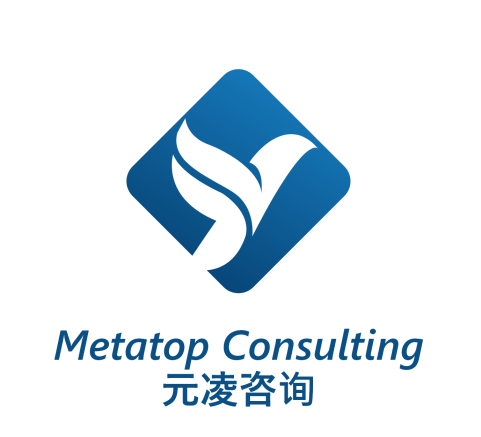 Metatop Consulting
元凌咨询